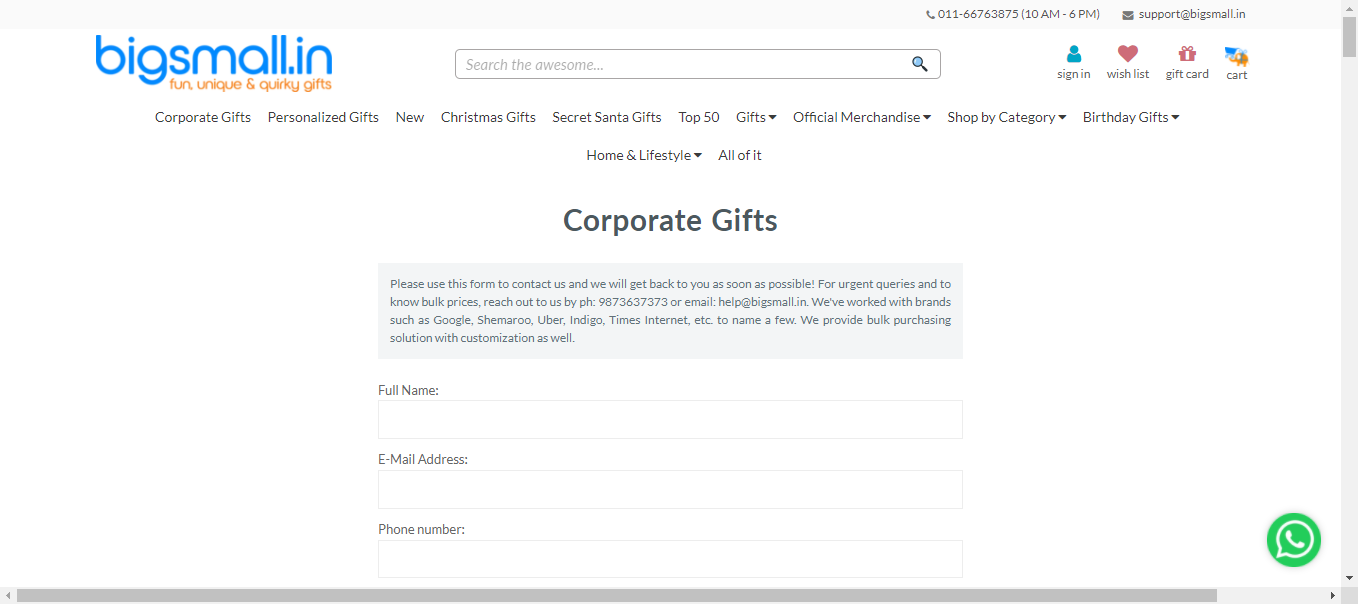 011-66763875 (10 AM - 6 PM) support@bigsmall.in
bigsmall.in
fun, unique & quirky gifts
Search the awesome...
sign in wish list gift card cart
Corporate Gifts Personalized Gifts New Christmas Gifts Secret Santa Gifts Top 50 Gifts Official Merchandise Shop by Category Birthday Gifts
Home & Lifestyle All of it
Corporate Gifts
Please use this form to contact us and we will get back to you as soon as possible! For urgent queries and to
know bulk prices, reach out to us by ph: 9873637373 or email: help@bigsmall.in. We've worked with brands
such as Google, Shemaroo, Uber, Indigo, Times Internet, etc. to name a few. We provide bulk purchasing
solution with customization as well.
Full Name:
E-Mail Address:
Phone number: